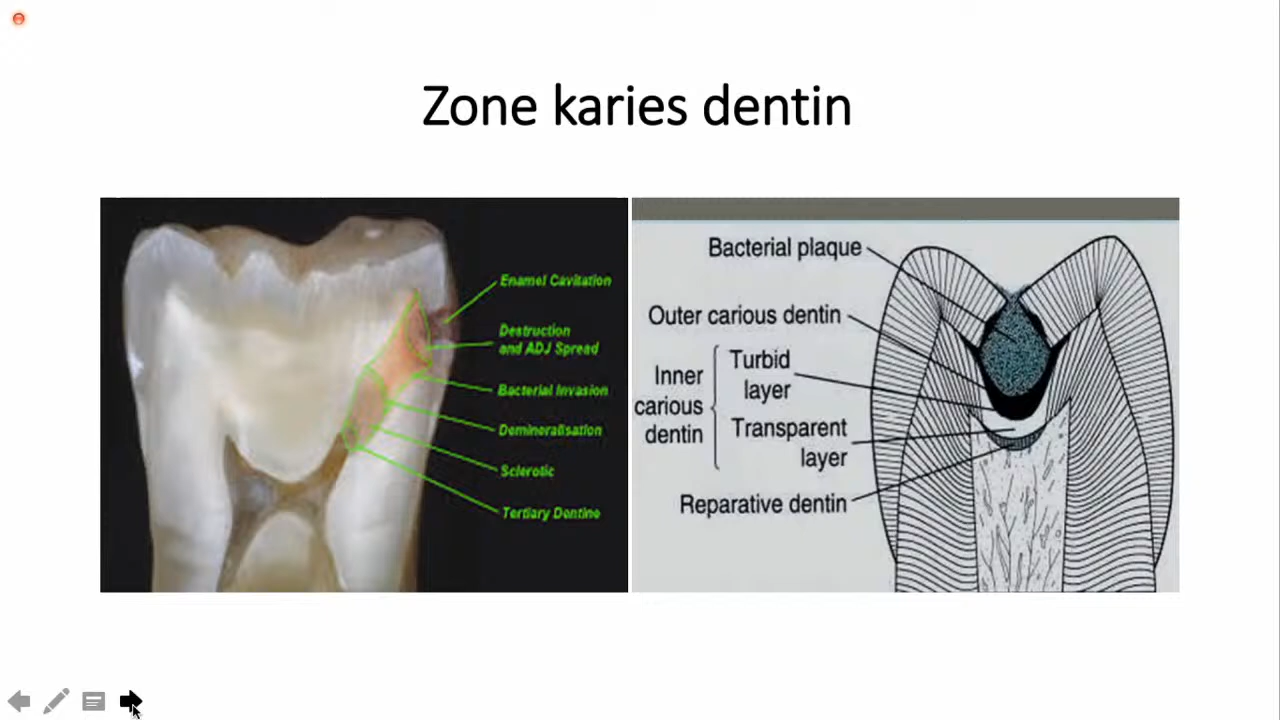 Zone karies dentin
Enamel Cavitation
Destruction
and ADJ Spread
Bacterial Invasion
Demineralisation
Sclerotic
Tertiary Dentine
Bacterial plaque
Outer carious dentin
Inner
carious
dentin
Turbid
layer
Transparent
layer
Reparative dentin